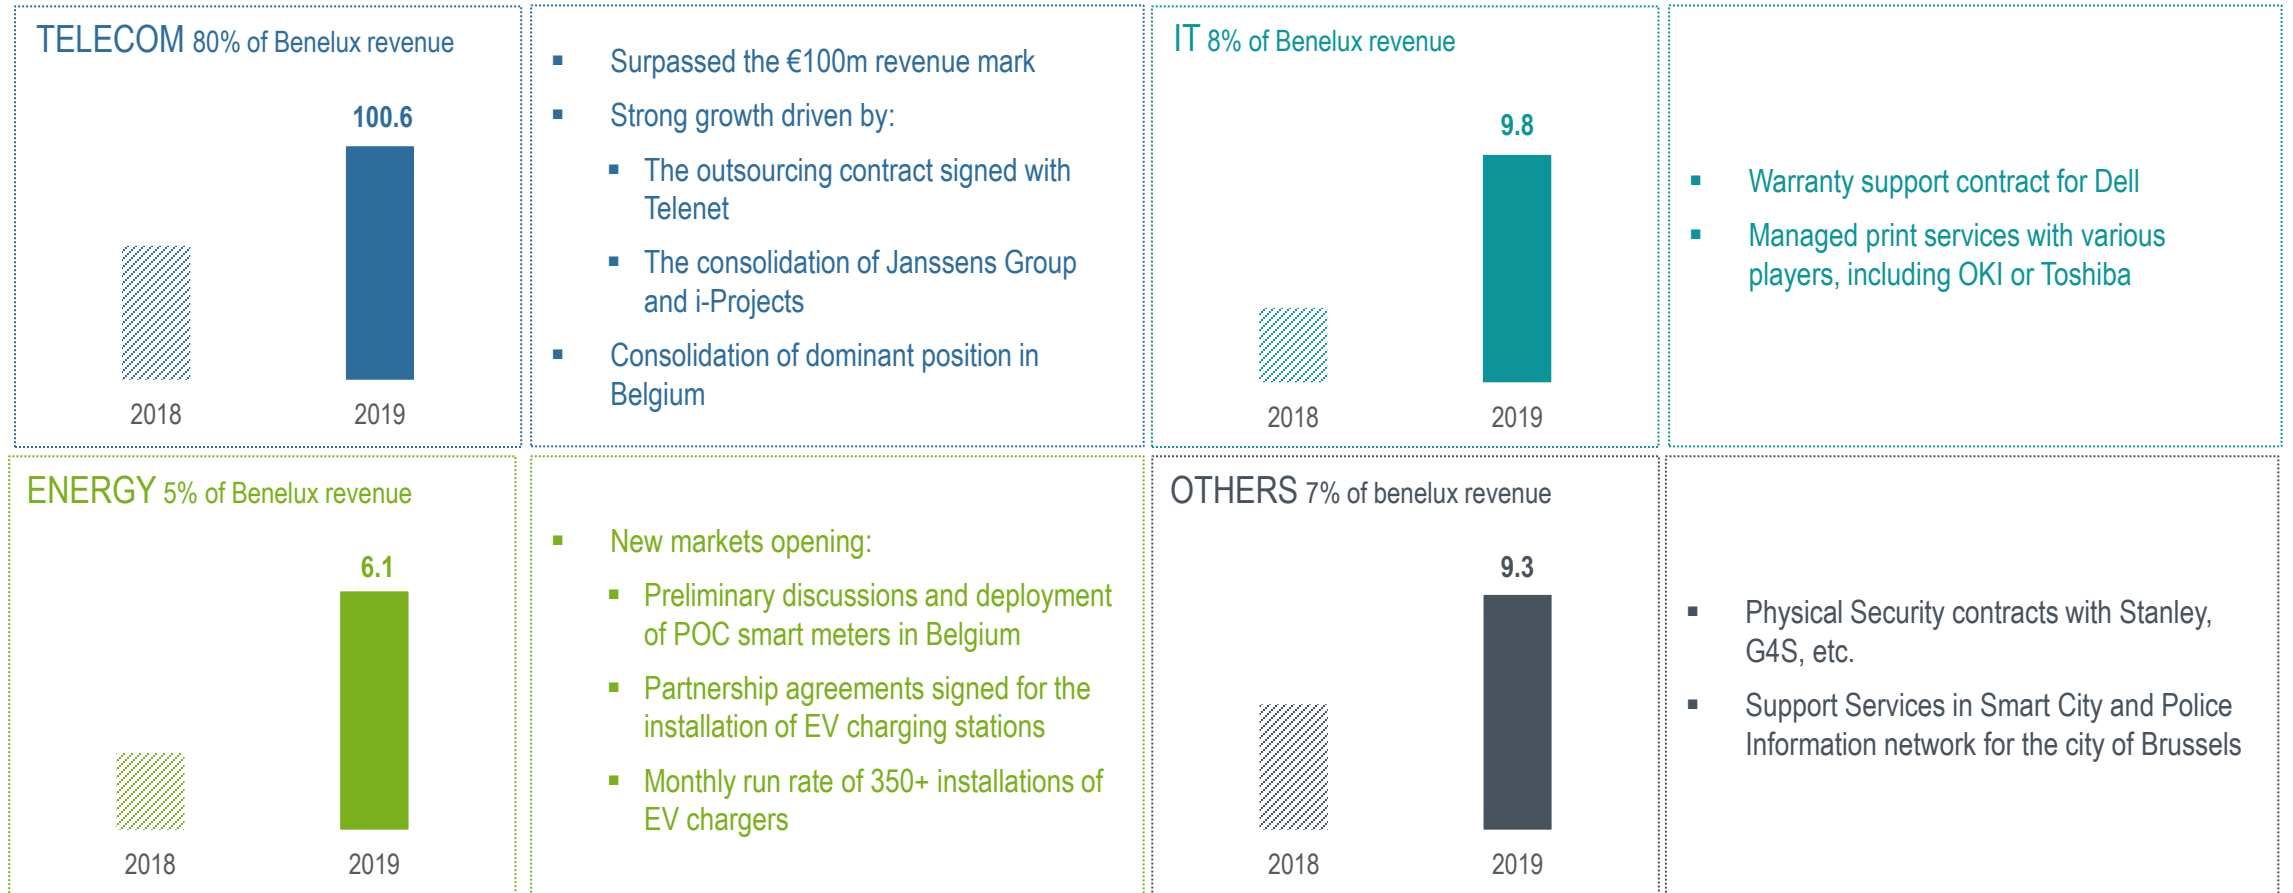 TELECOM 80% of Benelux revenue
100.6
2018
2019
▪ Surpassed the €100m revenue mark
▪ Strong growth driven by:
▪ The outsourcing contract signed with
Telenet
▪ The consolidation of Janssens Group
and i-Projects
▪ Consolidation of dominant position in
Belgium
IT 8% of Benelux revenue
9.8
2018
2019
▪ Warranty support contract for Dell
▪ Managed print services with various
players, including OKI or Toshiba
ENERGY 5% of Benelux revenue
6.1
2018
2019
▪ New markets opening:
▪ Preliminary discussions and deployment
of POC smart meters in Belgium
▪ Partnership agreements signed for the
installation of EV charging stations
▪ Monthly run rate of 350+ installations of
EV chargers
OTHERS 7% of benelux revenue
9.3
2018
2019
▪ Physical Security contracts with Stanley,
G4S, etc.
▪ Support Services in Smart City and Police
Information network for the city of Brussels